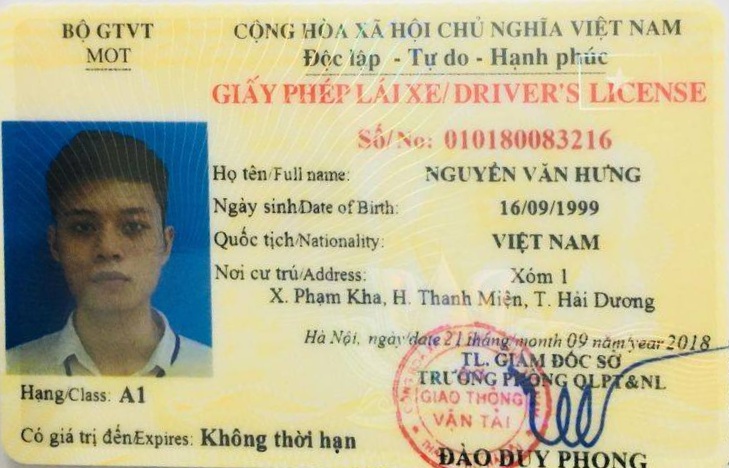 BỘ GTVT
MOT
CỘNG HÒA XÃ HỘI CHỦ NGHĨA VIỆT NAM
Độc lập - Tự do - Hạnh phúc
GIẤY PHÉP LÁI XE/ DRIVER'S LICENSE
Số/No: 010180083216
Họ tên/Full name: NGUYỄN VĂN HƯNG
Ngày sinh/Date of Birth: 16/09/1999
Quốc tịch/Nationality: VIỆT NAM
Nơi cư trú/Address: Xóm 1
X. Phạm Kha, H. Thanh Miện, T. Hải Dương
Hà Nội, ngày/date 21 tháng/month 09 năm/year 2018
TL. GIÁM ĐỐC SỞ
TRƯỞNG PHÒNG QLPT&NL
SỞ
GIAO THÔNG
VẬN TẢI
Hạng/Class: A1
Có giá trị đến/Expires: Không thời hạn
ĐÀO DUY PHONG